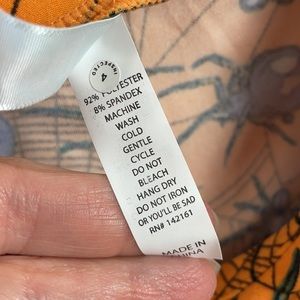 INSPECTED
4
92% POLYESTER
8% SPANDEX
MACHINE
WASH
COLD
GENTLE
CYCLE
DO NOT
BLEACH
HANG DRY
DO NOT IRON
OR YOU'LL BE SAD
RN# 142161
MADE IN
CHINA